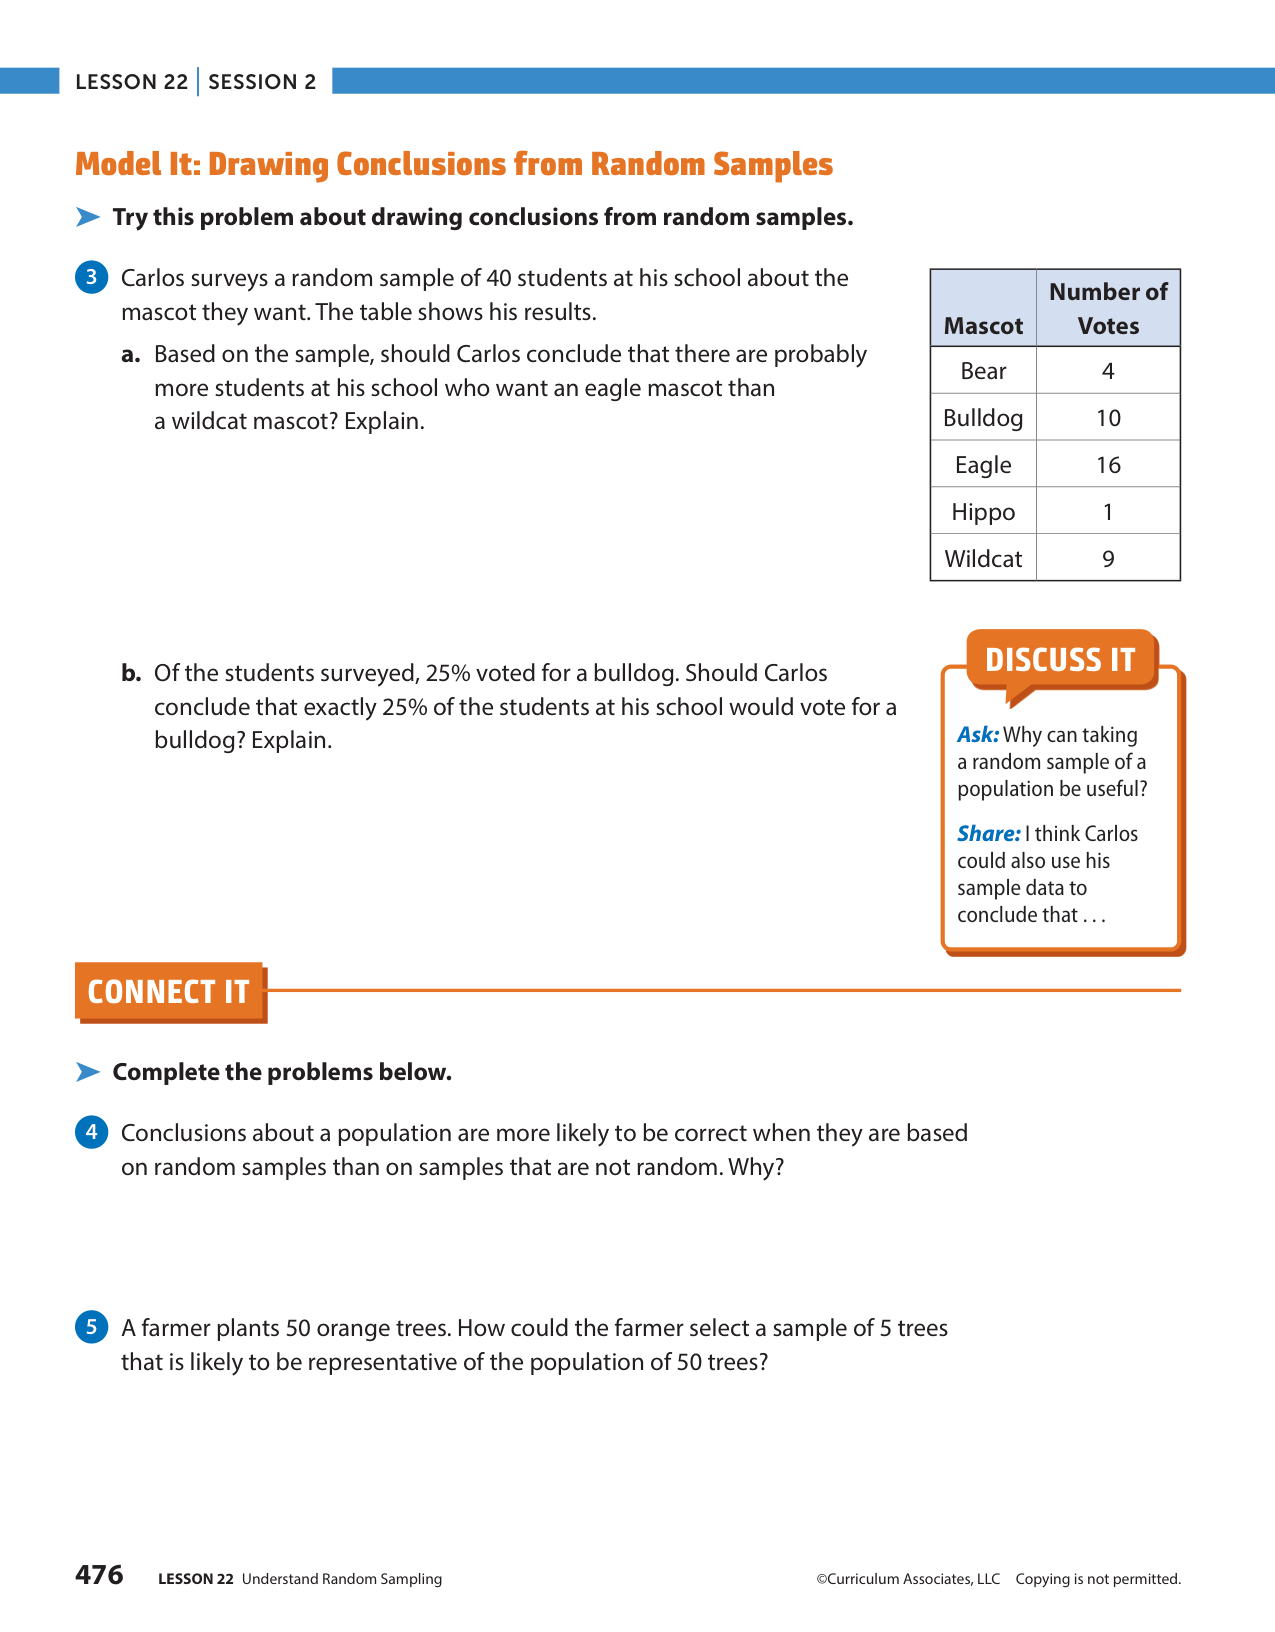 LESSON 22 | SESSION 2
Model It: Drawing Conclusions from Random Samples
Try this problem about drawing conclusions from random samples.
3 Carlos surveys a random sample of 40 students at his school about the
mascot they want. The table shows his results.
a. Based on the sample, should Carlos conclude that there are probably
more students at his school who want an eagle mascot than
a wildcat mascot? Explain.
Mascot Number of
Votes
Bear 4
Bulldog 10
Eagle 16
Hippo 1
Wildcat 9
b. Of the students surveyed, 25% voted for a bulldog. Should Carlos
conclude that exactly 25% of the students at his school would vote for a
bulldog? Explain.
DISCUSS IT
Ask: Why can taking
a random sample of a
population be useful?
Share: I think Carlos
could also use his
sample data to
conclude that . . .
CONNECT IT
Complete the problems below.
4 Conclusions about a population are more likely to be correct when they are based
on random samples than on samples that are not random. Why?
5 A farmer plants 50 orange trees. How could the farmer select a sample of 5 trees
that is likely to be representative of the population of 50 trees?
476 LESSON 22 Understand Random Sampling ©Curriculum Associates, LLC Copying is not permitted.